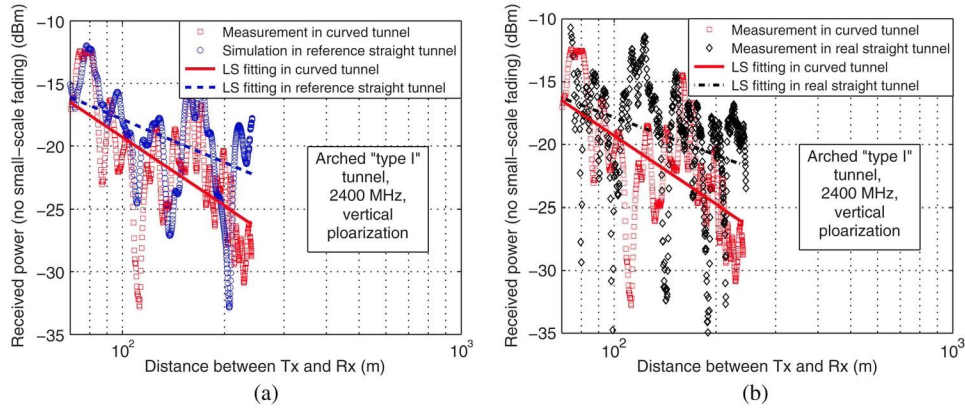 Received power (no small-scale fading) (dBm)
-10
-15
-20
-25
-30
-35
Measurement in curved tunnel
Simulation in reference straight tunnel
LS fitting in curved tunnel
LS fitting in reference straight tunnel
Arched "type I"
tunnel,
2400 MHz,
vertical
ploarization
10²
10³
Distance between Tx and Rx (m)
(a)
Received power (no small-scale fading) (dBm)
-10
-15
-20
-25
-30
-35
Measurement in curved tunnel
Measurement in real straight tunnel
LS fitting in curved tunnel
LS fitting in real straight tunnel
Arched "type I"
tunnel,
2400 MHz,
vertical
ploarization
10²
10³
Distance between Tx and Rx (m)
(b)